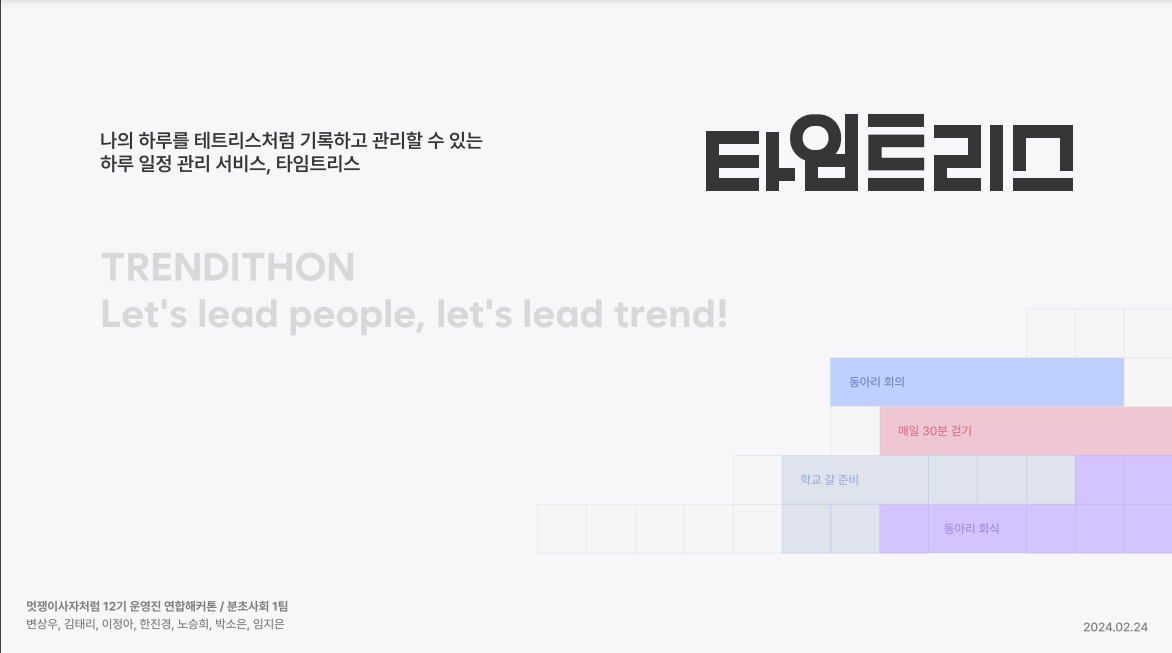 나의 하루를 테트리스처럼 기록하고 관리할 수 있는
하루 일정 관리 서비스, 타임트리스
타임트리스
TRENDITHON
Let's lead people, let's lead trend!
동아리 회의
매일 30분 걷기
학교 갈 준비
동아리 회식
멋쟁이사자처럼 12기 운영진 연합해커톤 / 분초사회 1팀
변상우, 김태리, 이정아, 한진경, 노승희, 박소은, 임지은
2024.02.24